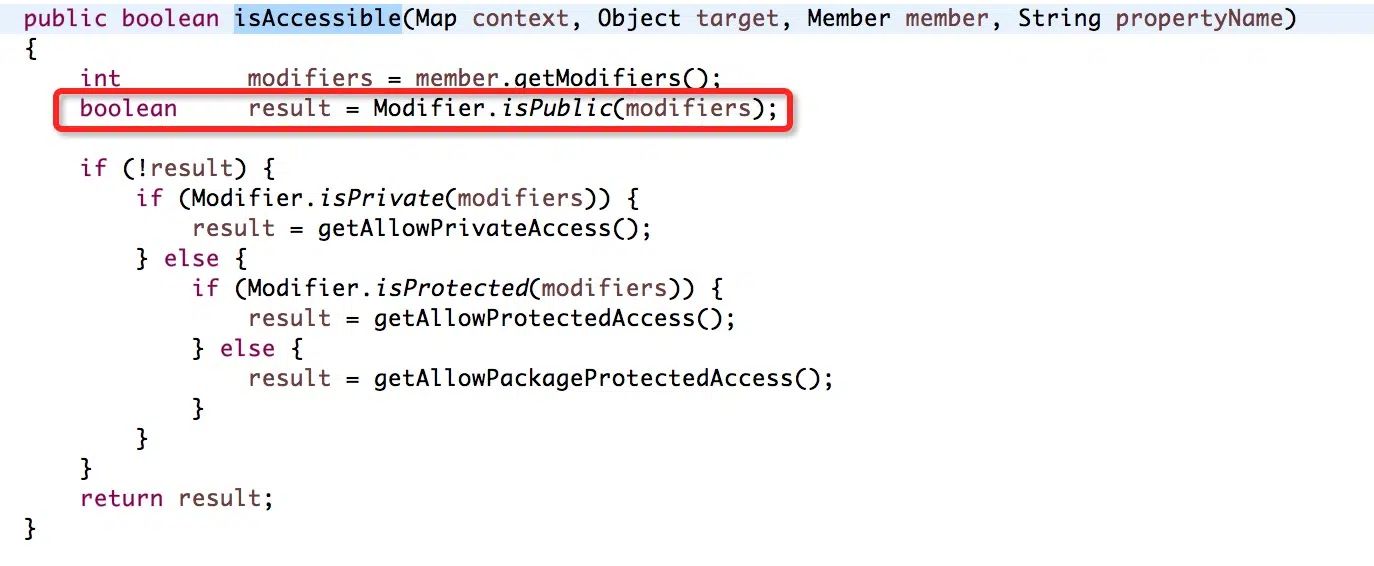 public boolean isAccessible(Map context, Object target, Member member, String propertyName)
{
    int         modifiers = member.getModifiers();
    boolean     result = Modifier.isPublic(modifiers);

    if (!result) {
        if (Modifier.isPrivate(modifiers)) {
            result = getAllowPrivateAccess();
        } else {
            if (Modifier.isProtected(modifiers)) {
                result = getAllowProtectedAccess();
            } else {
                result = getAllowPackageProtectedAccess();
            }
        }
    }
    return result;
}